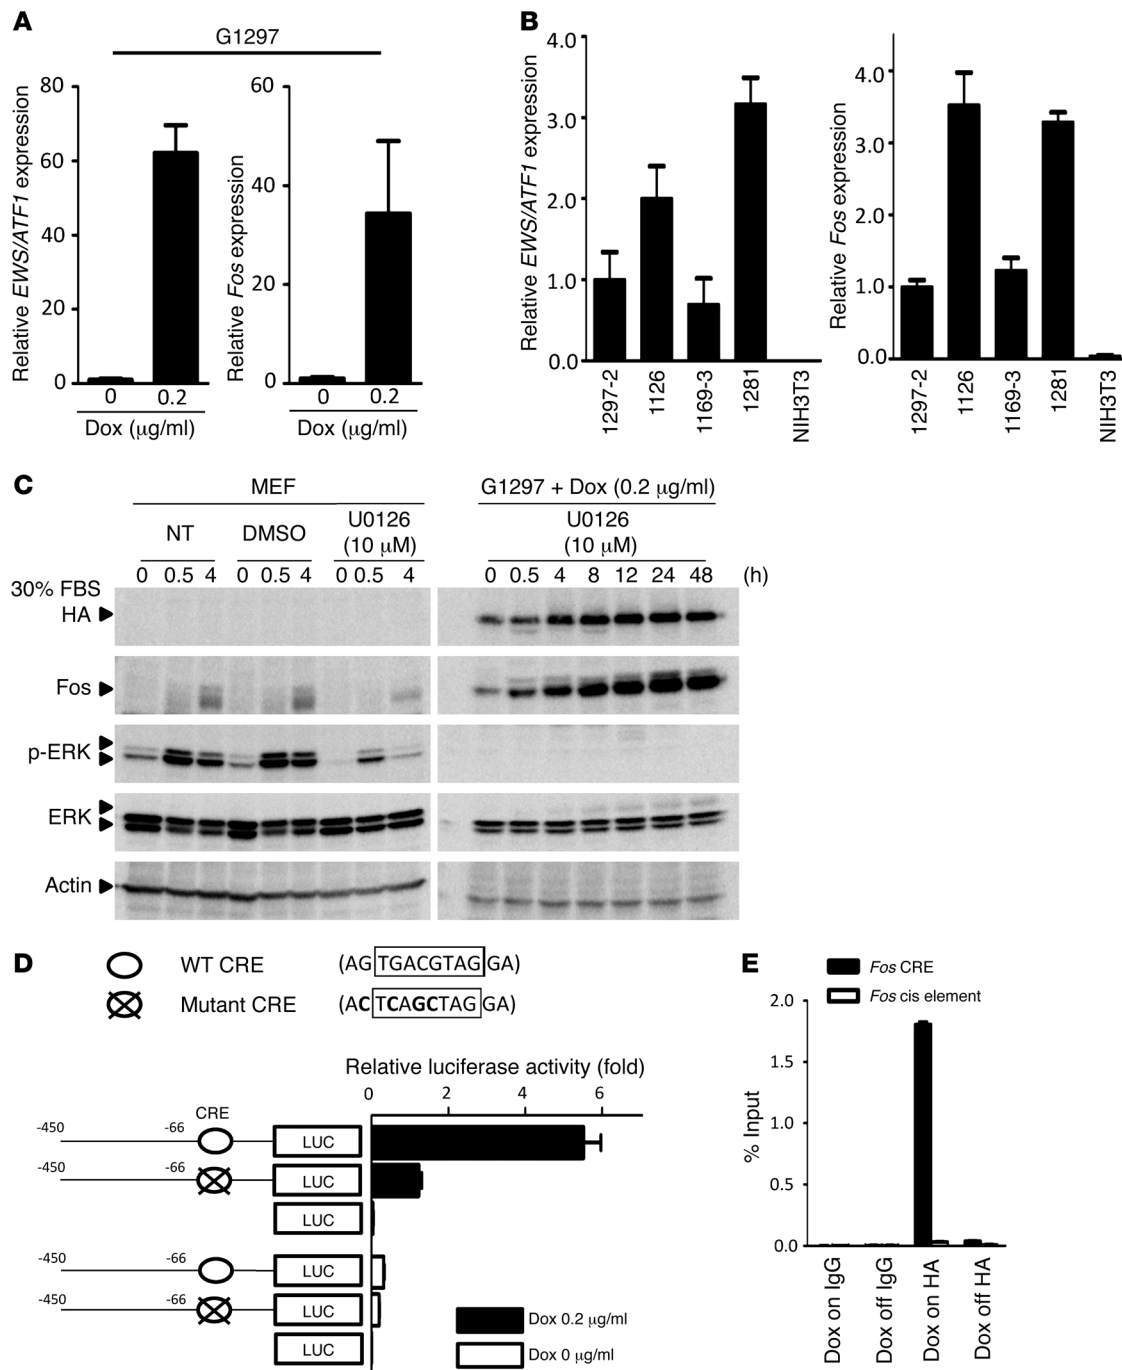 A
G1297
Relative EWS/ATF1 expression
80
60
40
20
0
0 0.2
Dox (μg/ml)
Relative Fos expression
60
40
20
0
0 0.2
Dox (μg/ml)
B
Relative EWS/ATF1 expression
4.0
3.0
2.0
1.0
0.0
1297-2
1126
1169-3
1281
NIH3T3
Relative Fos expression
4.0
3.0
2.0
1.0
0.0
1297-2
1126
1169-3
1281
NIH3T3
C
MEF
NT DMSO U0126
(10 μM)
0 0.5 4 0 0.5 4 0 0.5 4
G1297 + Dox (0.2 μg/ml)
U0126
(10 μM)
0 0.5 4 8 12 24 48 (h)
30% FBS
HA
Fos
p-ERK
ERK
Actin
D
WT CRE (AG TGACGTAG GA)
Mutant CRE (AC TCAGCTAG GA)
Relative luciferase activity (fold)
0 2 4 6
CRE
-450 -66 LUC
-450 -66 LUC
LUC
-450 -66 LUC
-450 -66 LUC
LUC
Dox 0.2 μg/ml
Dox 0 μg/ml
E
Fos CRE
Fos cis element
% Input
2.0
1.5
1.0
0.5
0.0
Dox on IgG
Dox off IgG
Dox on HA
Dox off HA